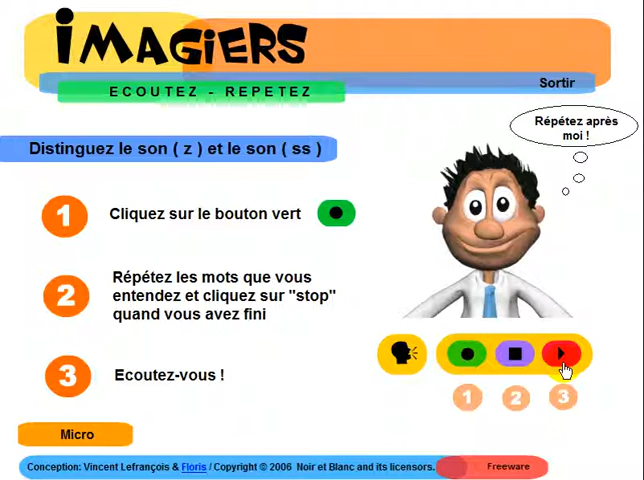 iMAGiERS
ECOUTEZ - REPETEZ
Sortir
Répétez après
moi !
Distinguez le son ( z ) et le son ( ss )
1
Cliquez sur le bouton vert
2
Répétez les mots que vous
entendez et cliquez sur "stop"
quand vous avez fini
3
Ecoutez-vous !
1 2 3
Micro
Conception: Vincent Lefrançois & Floris / Copyright © 2006 Noir et Blanc and its licensors.
Freeware